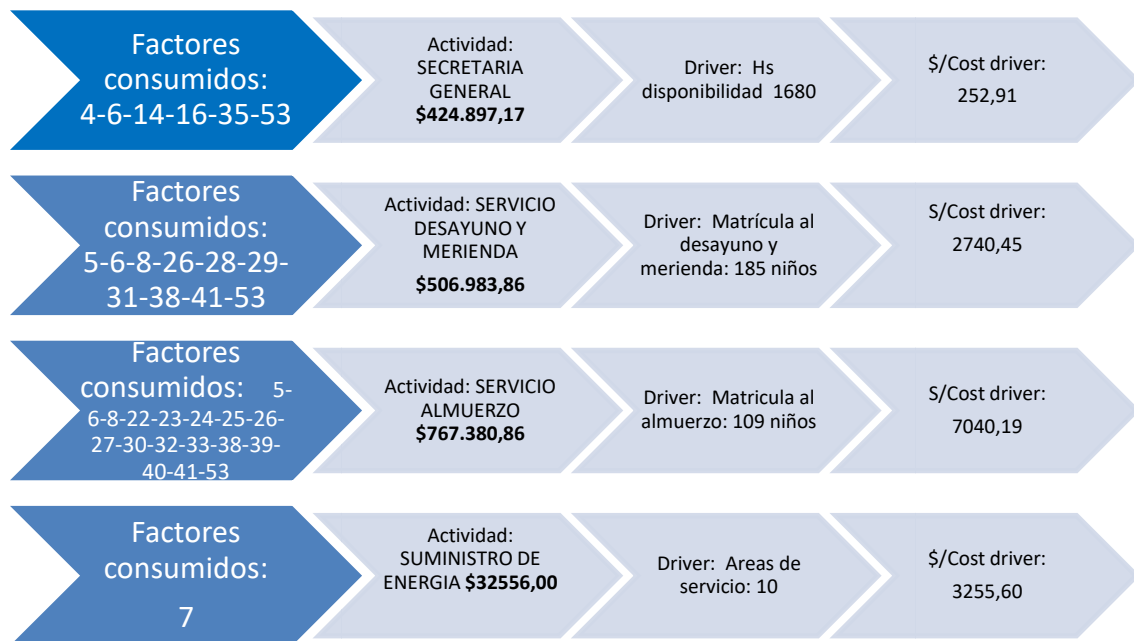 Factores
consumidos:
4-6-14-16-35-53
Actividad:
SECRETARIA
GENERAL
$424.897,17
Driver: Hs
disponibilidad 1680
$/Cost driver:
252,91
Factores
consumidos:
5-6-8-26-28-29-
31-38-41-53
Actividad: SERVICIO
DESAYUNO Y
MERIENDA
$506.983,86
Driver: Matrícula al
desayuno y
merienda: 185 niños
S/Cost driver:
2740,45
Factores
consumidos: 5-
6-8-22-23-24-25-26-
27-30-32-33-38-39-
40-41-53
Actividad: SERVICIO
ALMUERZO
$767.380,86
Driver: Matricula al
almuerzo: 109 niños
S/Cost driver:
7040,19
Factores
consumidos:
7
Actividad:
SUMINISTRO DE
ENERGIA $32556,00
Driver: Areas de
servicio: 10
$/Cost driver:
3255,60